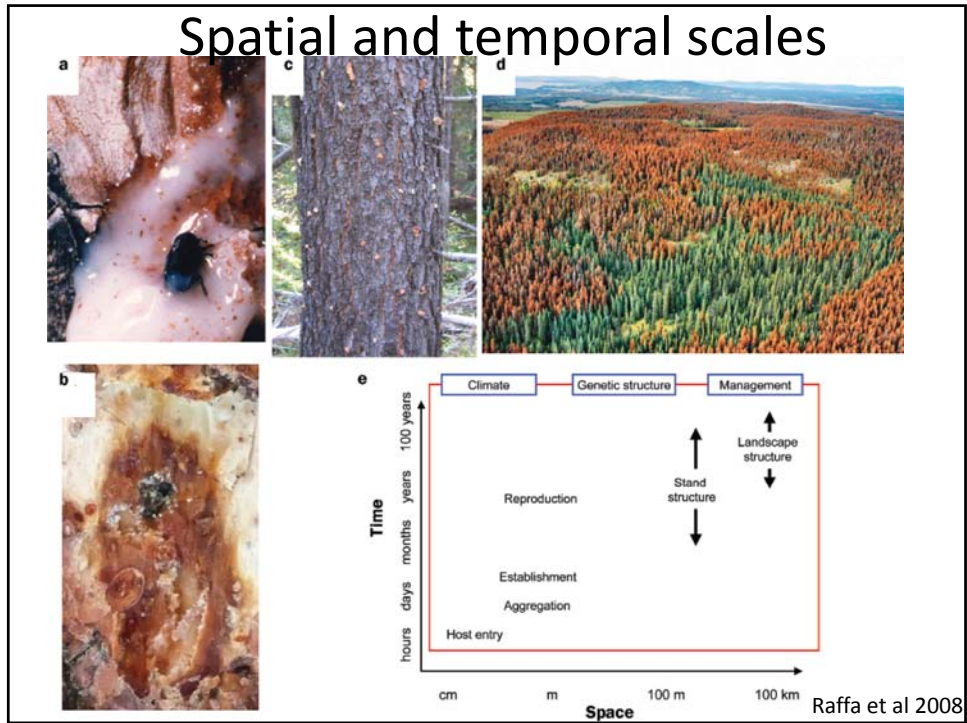 Spatial and temporal scales
a
c
d
b
e
Climate
Genetic structure
Management
100 years
years
months
days
hours
Time
Landscape
structure
Stand
structure
Reproduction
Establishment
Aggregation
Host entry
cm
m
100 m
100 km
Space
Raffa et al 2008